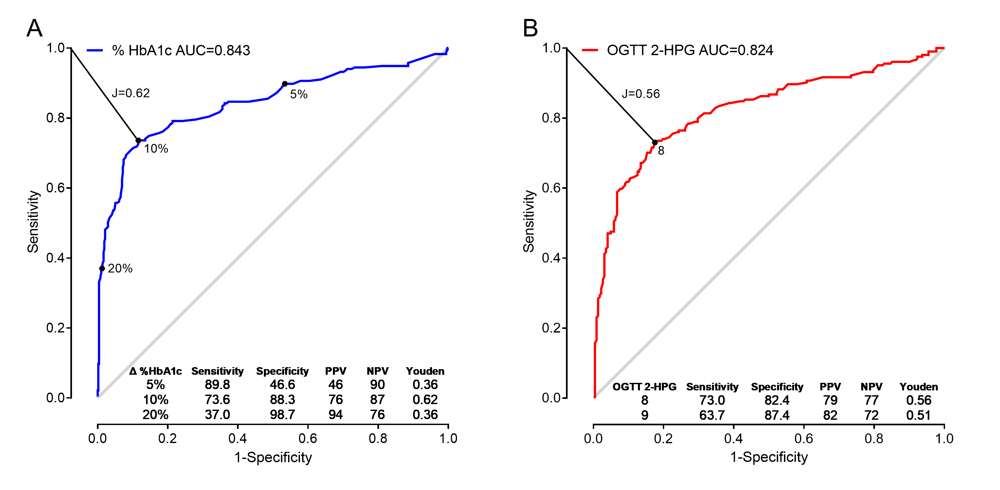 A
% HbA1c AUC=0.843
1.0
0.8
0.6
0.4
0.2
0.0
Sensitivity
J=0.62
5%
10%
20%
Δ %HbA1c Sensitivity Specificity PPV NPV Youden
5% 89.8 46.6 46 90 0.36
10% 73.6 88.3 76 87 0.62
20% 37.0 98.7 94 76 0.36
0.0 0.2 0.4 0.6 0.8 1.0
1-Specificity
B
OGTT 2-HPG AUC=0.824
1.0
0.8
0.6
0.4
0.2
0.0
Sensitivity
J=0.56
8
OGTT 2-HPG Sensitivity Specificity PPV NPV Youden
8 73.0 82.4 79 77 0.56
9 63.7 87.4 82 72 0.51
0.0 0.2 0.4 0.6 0.8 1.0
1-Specificity